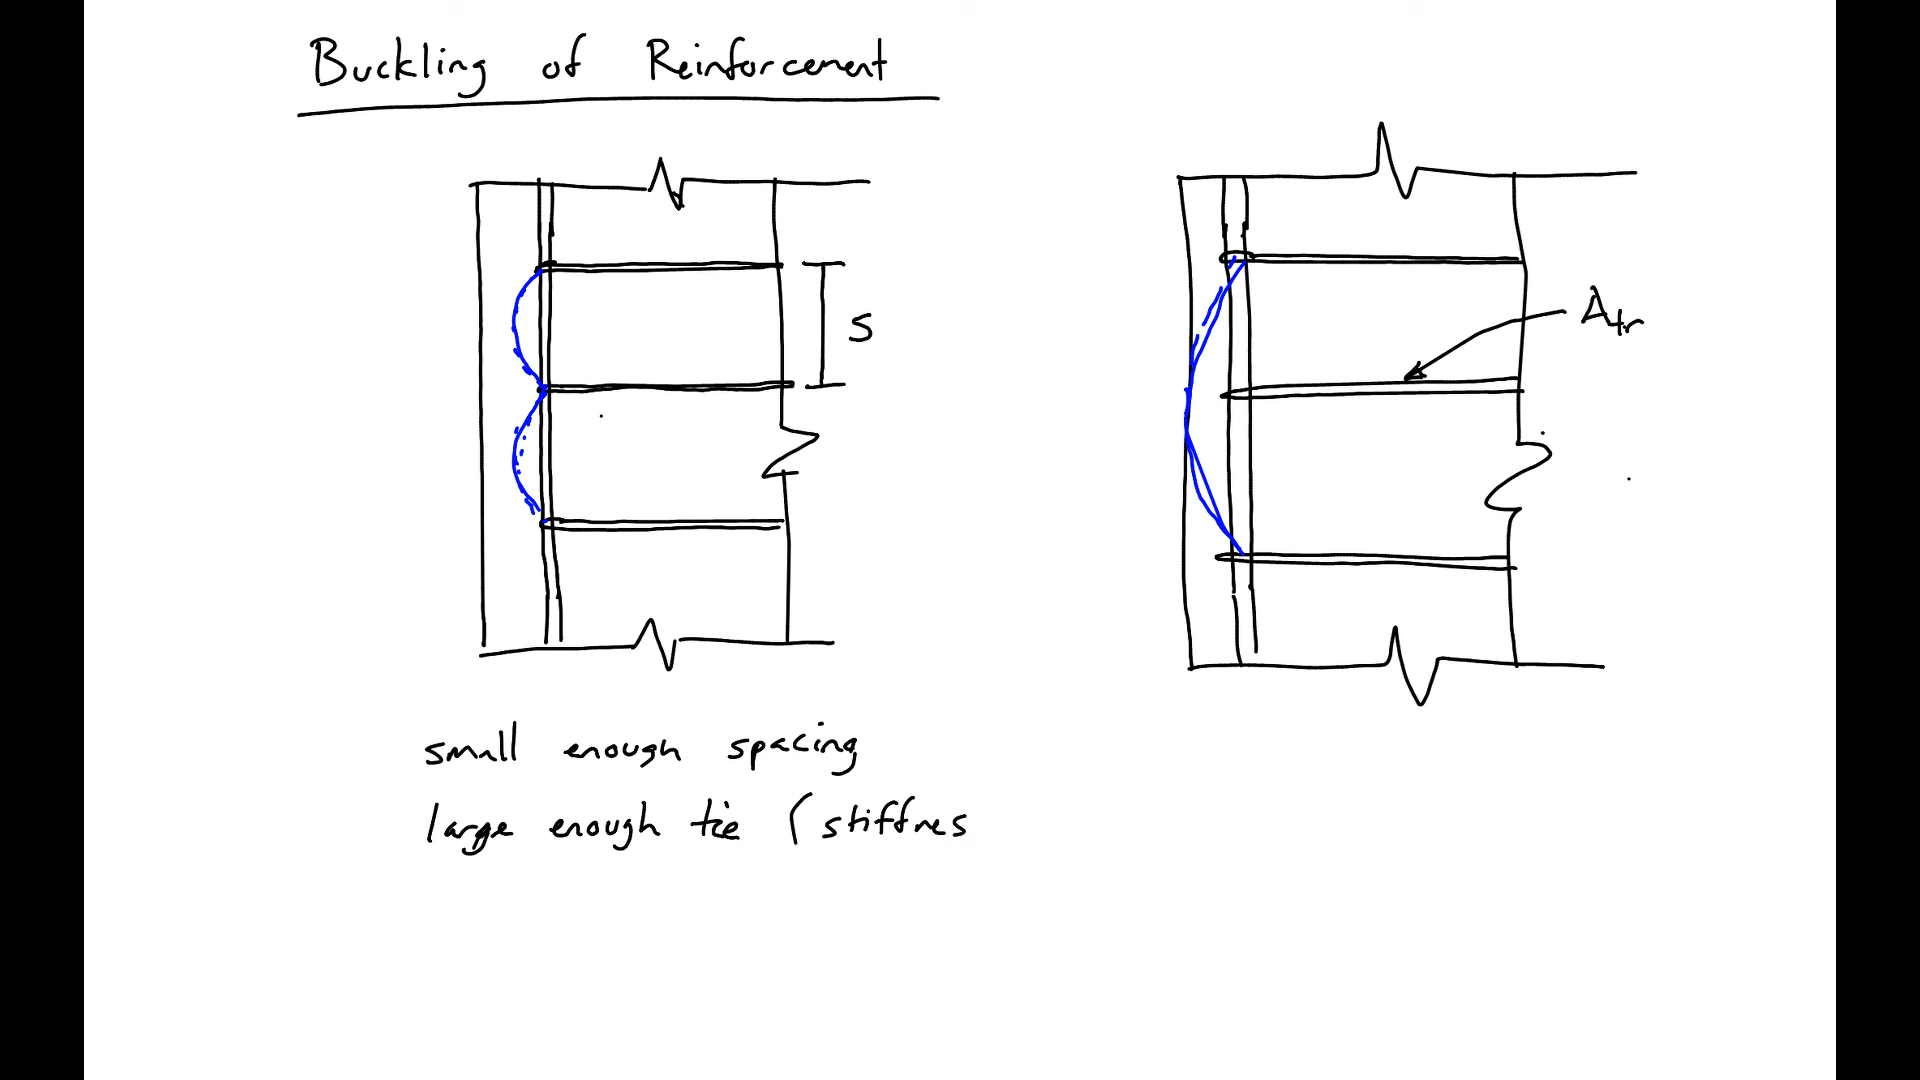 Buckling of Reinforcement
S
Atr
small enough spacing
large enough tie (stiffnes